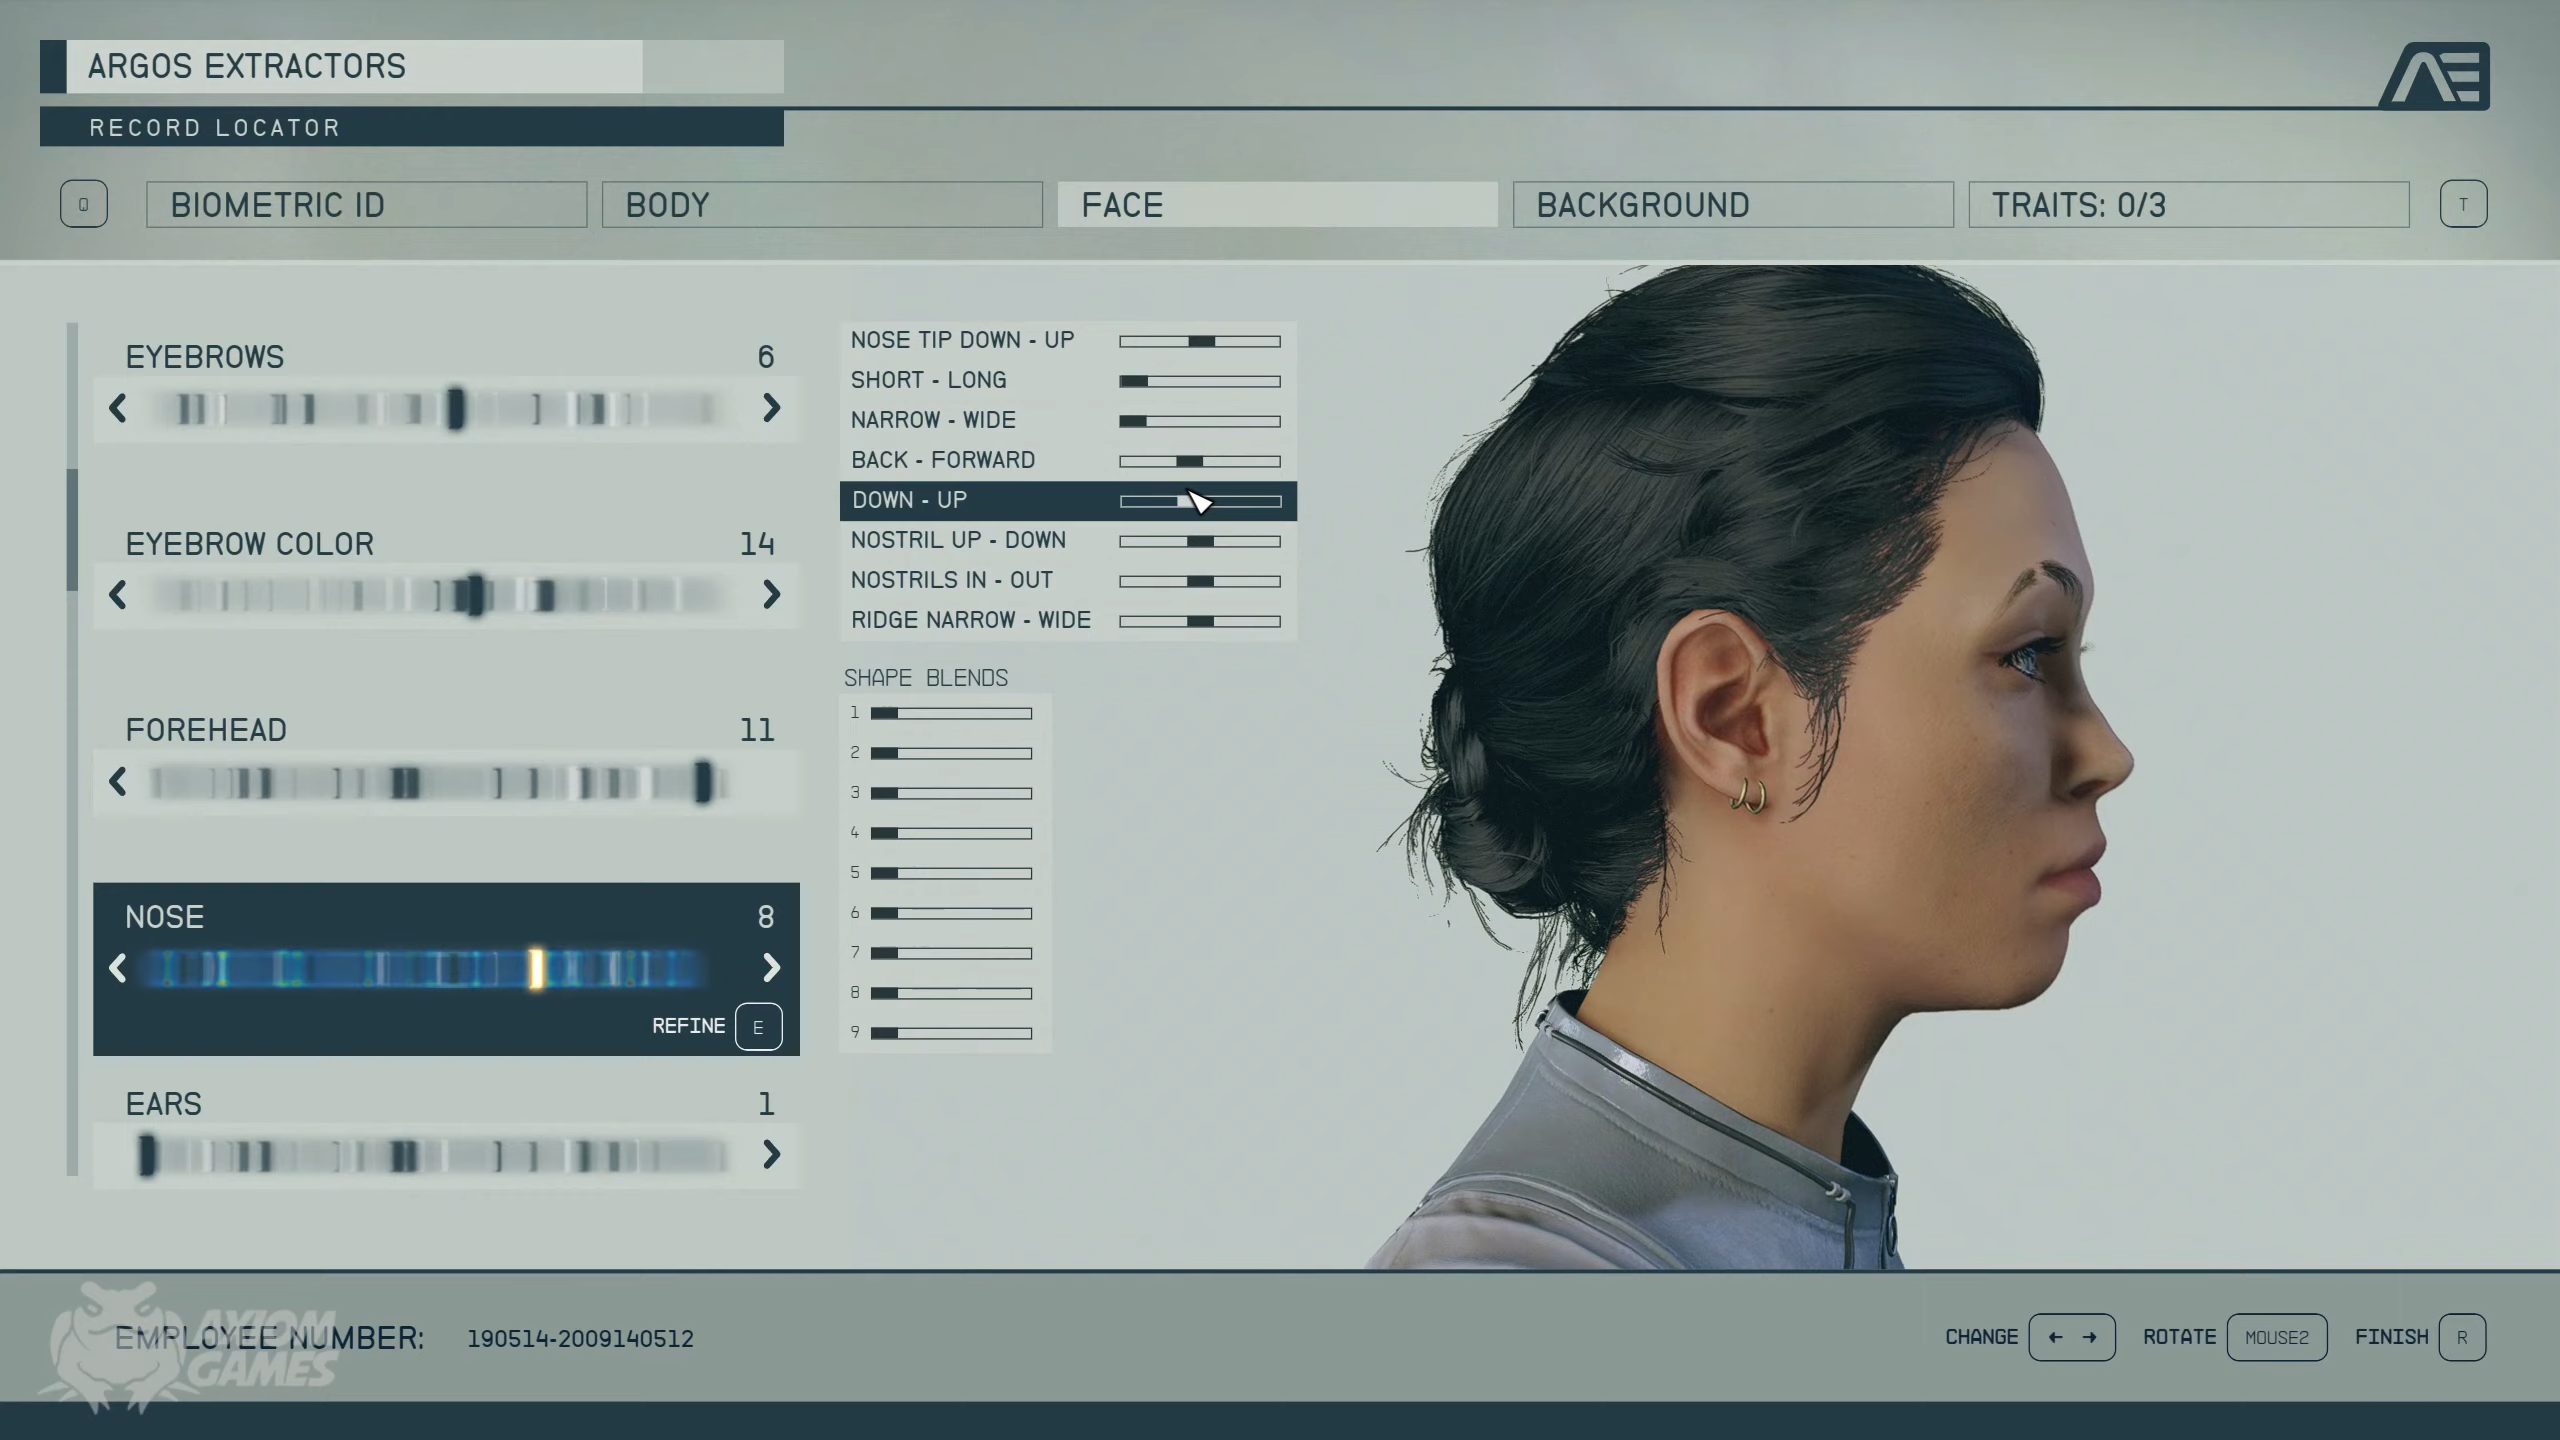 ARGOS EXTRACTORS
AE
RECORD LOCATOR
Q BIOMETRIC ID BODY FACE BACKGROUND TRAITS: 0/3 T
EYEBROWS 6
EYEBROW COLOR 14
FOREHEAD 11
NOSE 8
REFINE E
EARS 1
NOSE TIP DOWN - UP
SHORT - LONG
NARROW - WIDE
BACK - FORWARD
DOWN - UP
NOSTRIL UP - DOWN
NOSTRILS IN - OUT
RIDGE NARROW - WIDE
SHAPE BLENDS
1
2
3
4
5
6
7
8
9
EMPLOYEE NUMBER: 190514-2009140512
AXIOM
GAMES
CHANGE ← → ROTATE MOUSE2 FINISH R